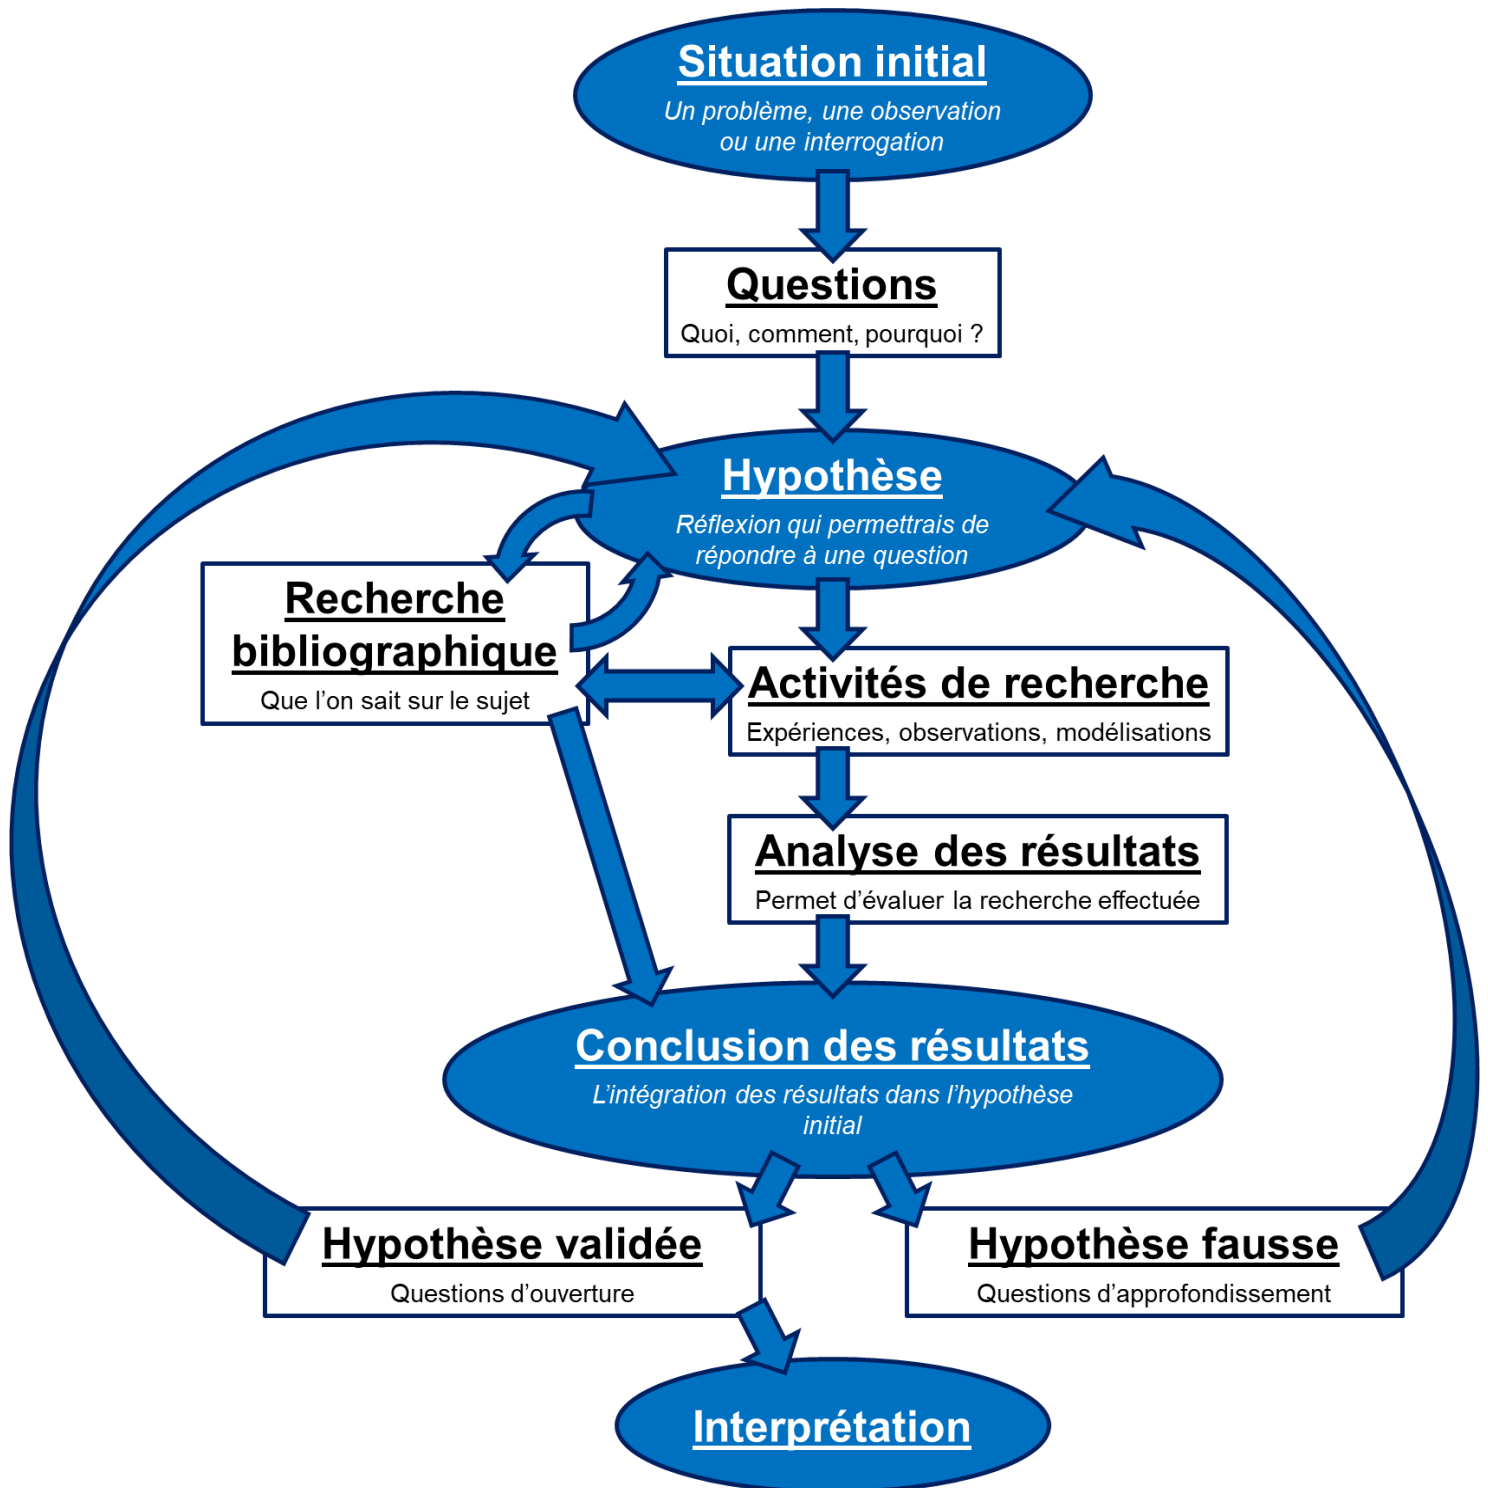 Situation initial
Un problème, une observation
ou une interrogation
Questions
Quoi, comment, pourquoi ?
Hypothèse
Réflexion qui permettrais de
répondre à une question
Recherche
bibliographique
Que l’on sait sur le sujet
Activités de recherche
Expériences, observations, modélisations
Analyse des résultats
Permet d’évaluer la recherche effectuée
Conclusion des résultats
L’intégration des résultats dans l’hypothèse
initial
Hypothèse validée
Questions d’ouverture
Hypothèse fausse
Questions d’approfondissement
Interprétation